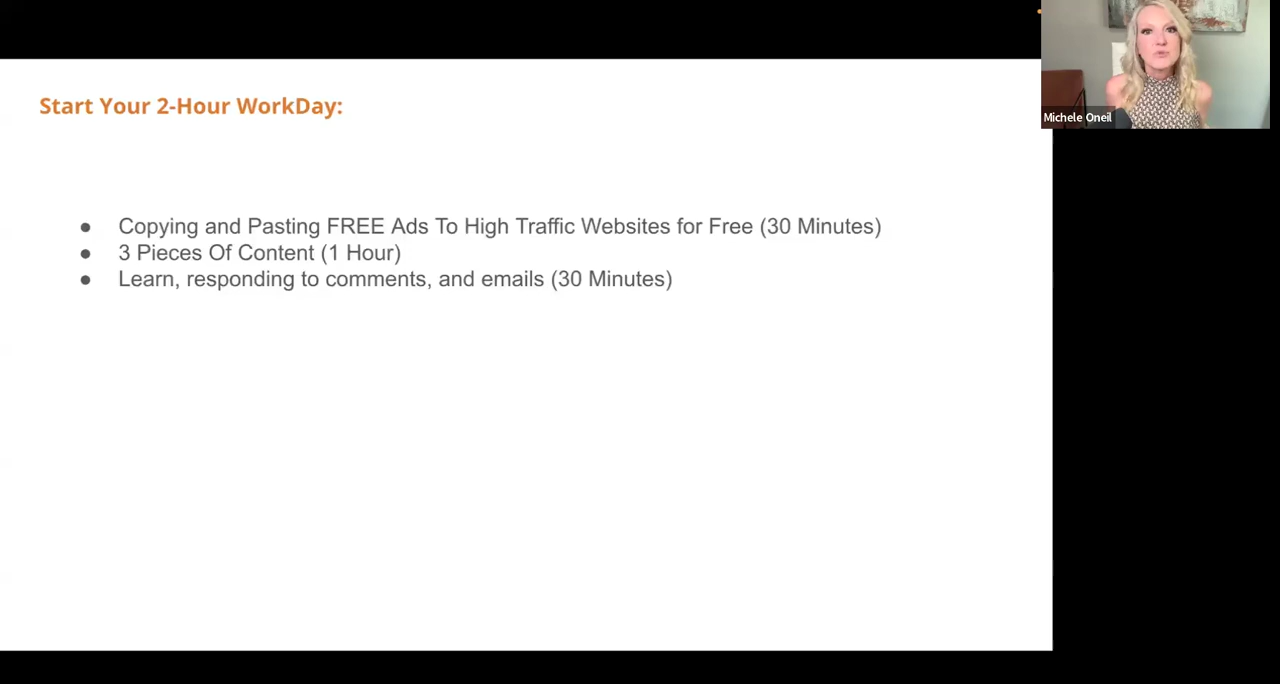 Start Your 2-Hour WorkDay:
● Copying and Pasting FREE Ads To High Traffic Websites for Free (30 Minutes)
● 3 Pieces Of Content (1 Hour)
● Learn, responding to comments, and emails (30 Minutes)
Michele Oneil